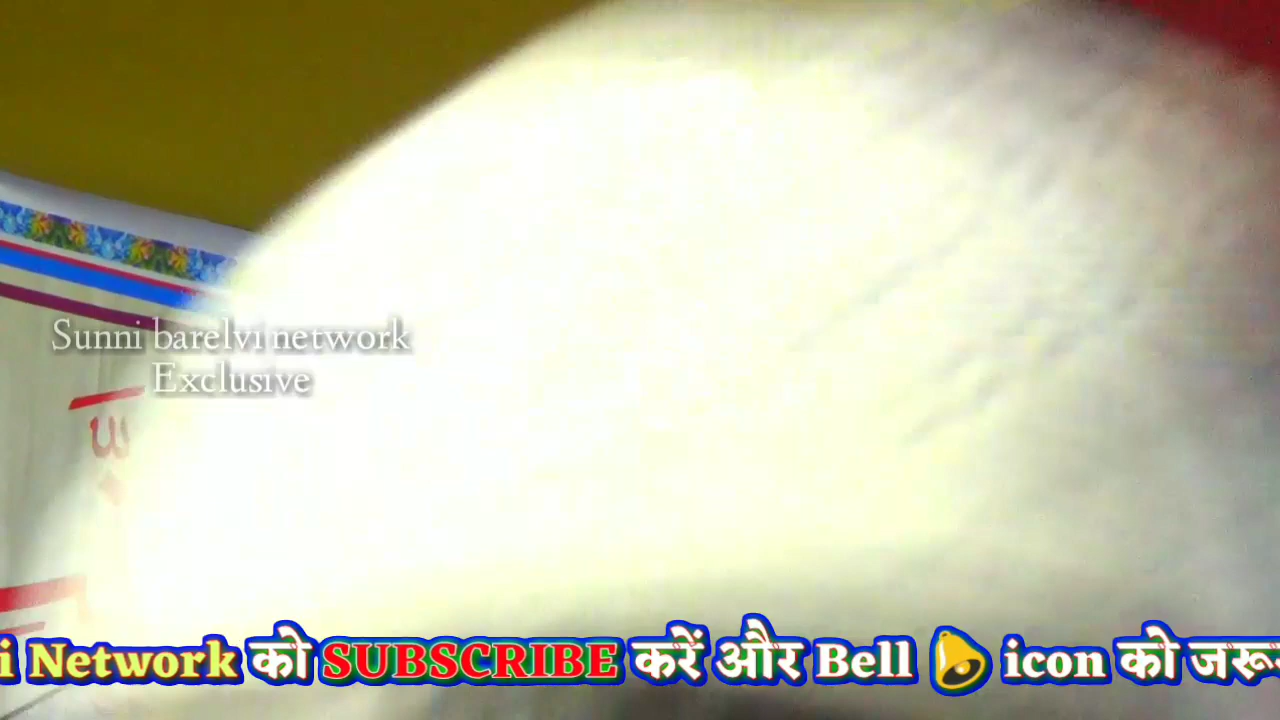 Sunni barelvi network
Exclusive
i Network को SUBSCRIBE करें और Bell 🔔 icon को